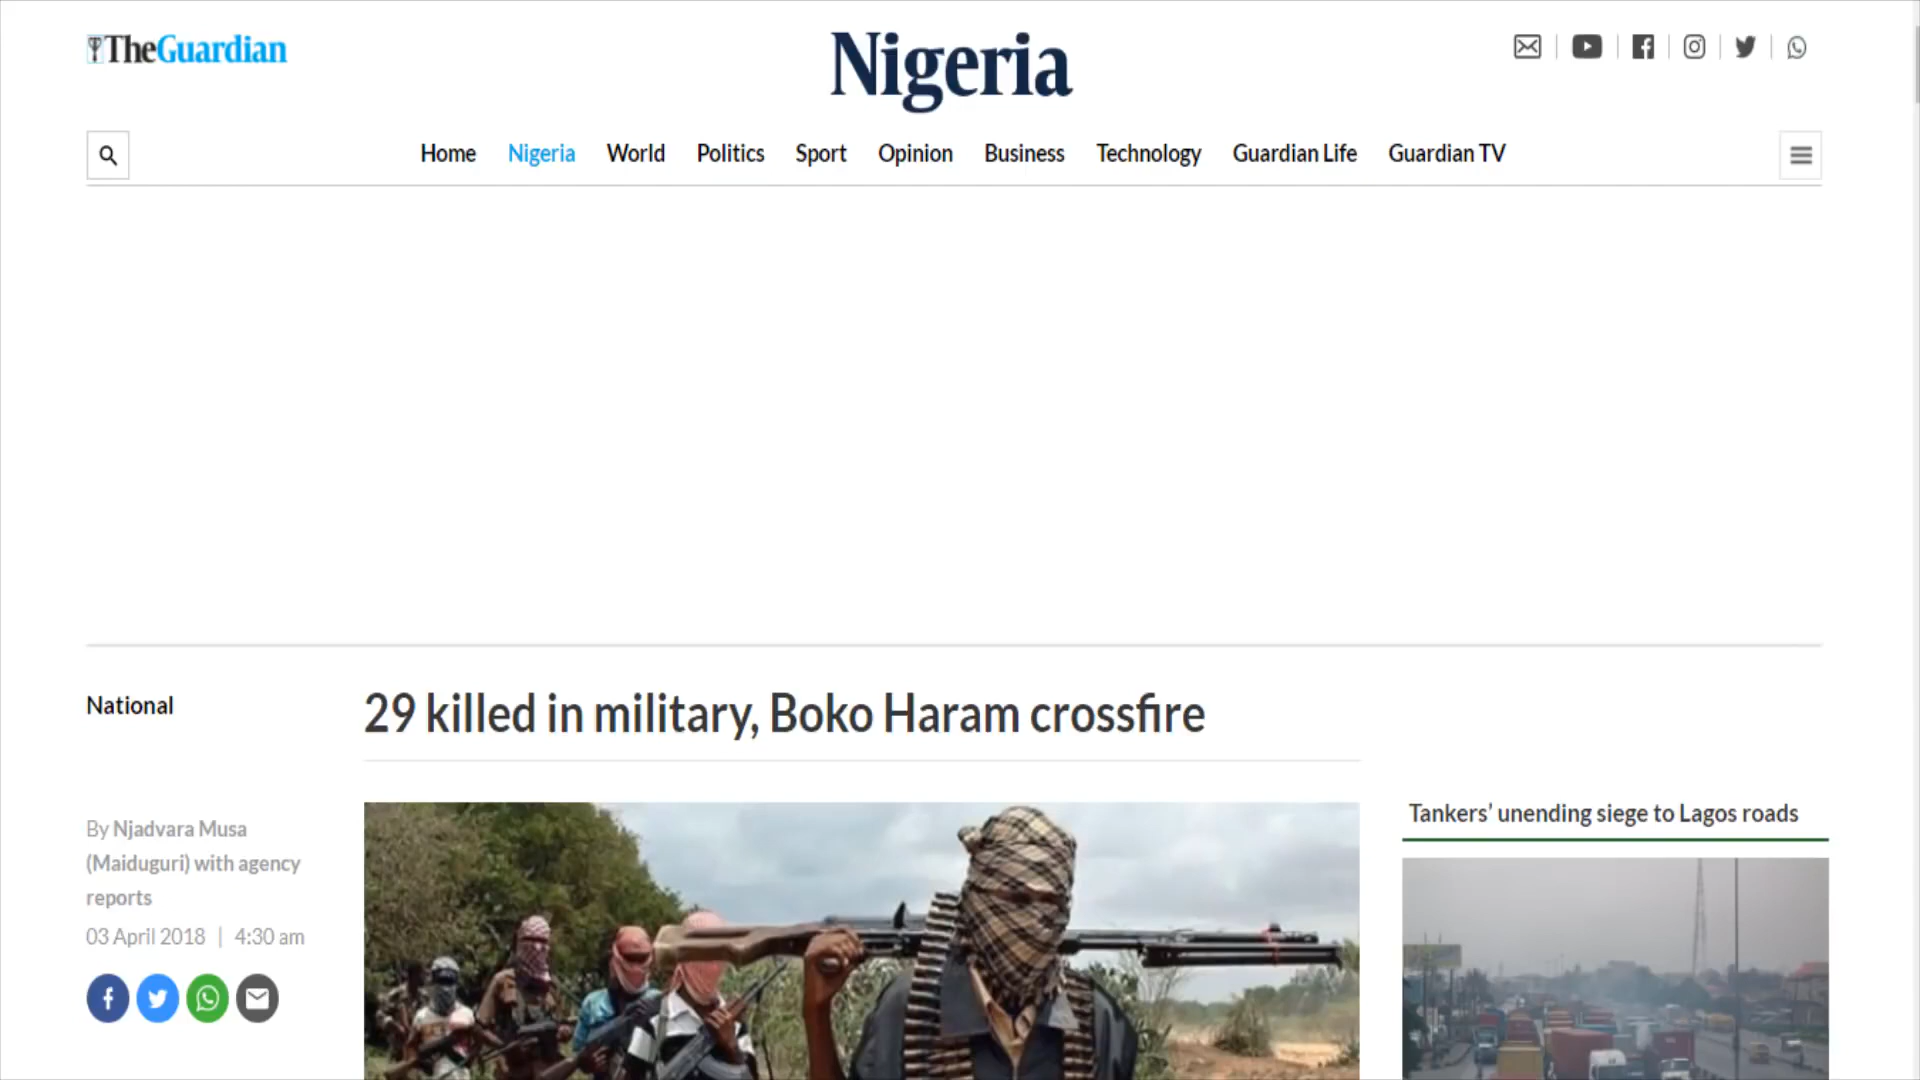 TheGuardian
Nigeria
Home Nigeria World Politics Sport Opinion Business Technology Guardian Life Guardian TV
National
29 killed in military, Boko Haram crossfire
By Njadvara Musa
(Maiduguri) with agency
reports
03 April 2018 | 4:30 am
Tankers’ unending siege to Lagos roads